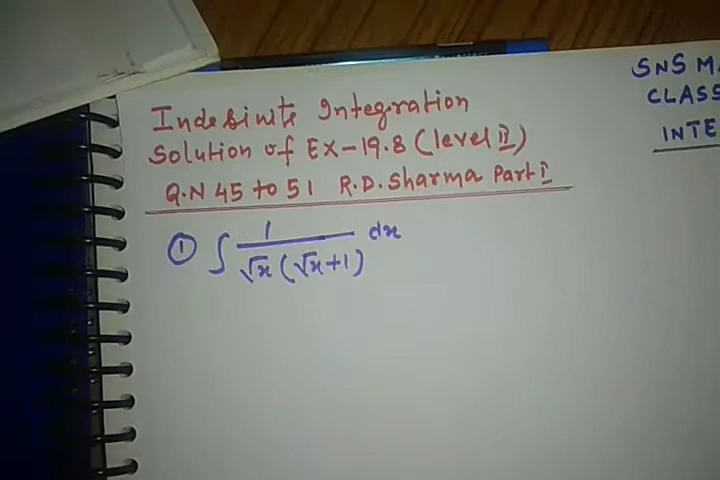 Indefinite Integration
Solution of EX-19.8 (level II)
Q.N 45 to 51 R.D. Sharma Part I
① ∫ 1/(√x (√x+1)) dx
SNS
CLASS
INTE